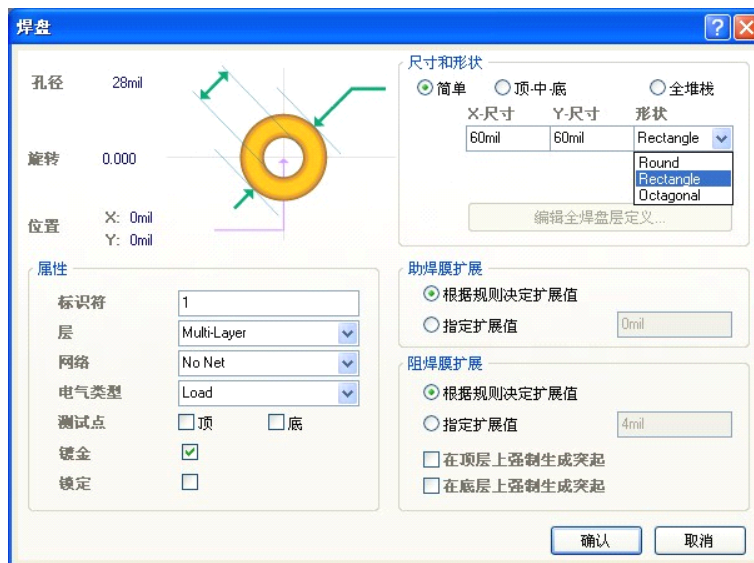 焊盘
孔径 28mil
旋转 0.000
位置 X: 0mil
Y: 0mil
尺寸和形状
简单 顶-中-底 全堆栈
X-尺寸 Y-尺寸 形状
60mil 60mil Rectangle
Round
Rectangle
Octagonal
编辑全焊盘层定义...
属性
标识符 1
层 Multi-Layer
网络 No Net
电气类型 Load
测试点 顶 底
镀金
锁定
助焊膜扩展
根据规则决定扩展值
指定扩展值 0mil
阻焊膜扩展
根据规则决定扩展值
指定扩展值 4mil
在顶层上强制生成突起
在底层上强制生成突起
确认 取消